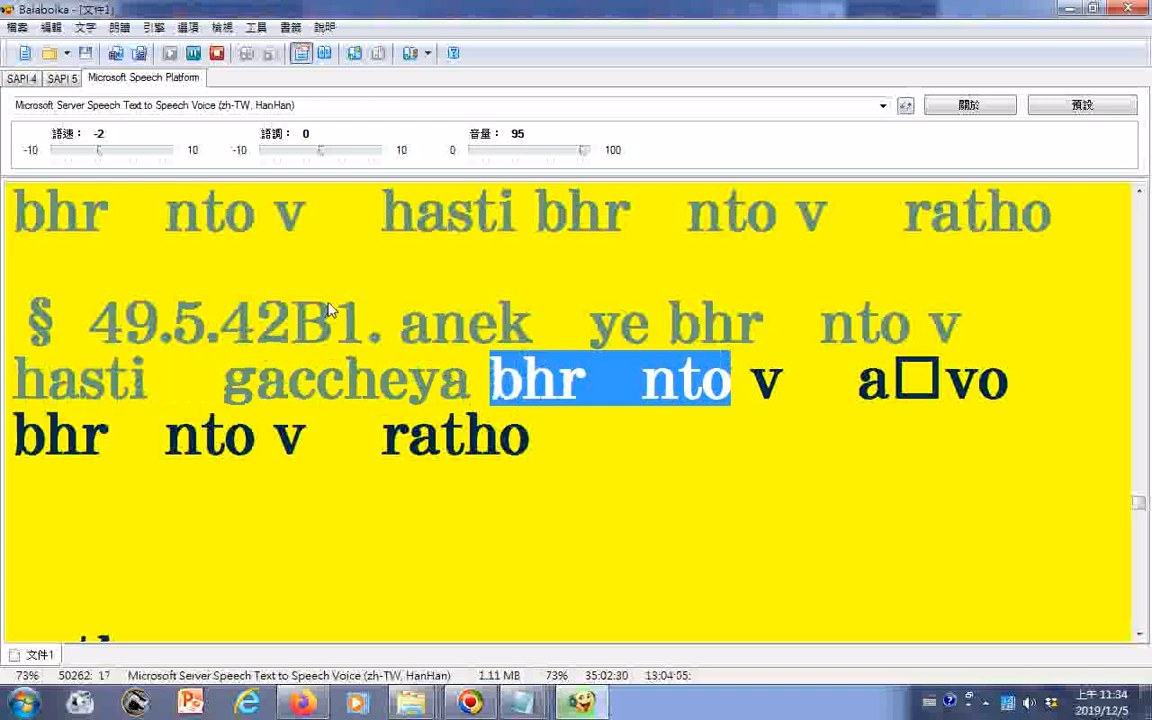 Balabolka - [文件1]
檔案 編輯 文字 朗讀 引擎 選項 檢視 工具 書籤 說明
SAPI 4 SAPI 5 Microsoft Speech Platform
Microsoft Server Speech Text to Speech Voice (zh-TW, HanHan) 關於 預設
語速： -2 語調： 0 音量： 95
-10 10 -10 10 0 100
bhr nto v hasti bhr nto v ratho
§ 49.5.42B1. anek ye bhr nto v
hasti gaccheya bhr nto v a□vo
bhr nto v ratho
文件1
73% 50262: 17 Microsoft Server Speech Text to Speech Voice (zh-TW, HanHan) 1.11 MB 73% 35:02:30 13:04:55:
上午 11:34
2019/12/5